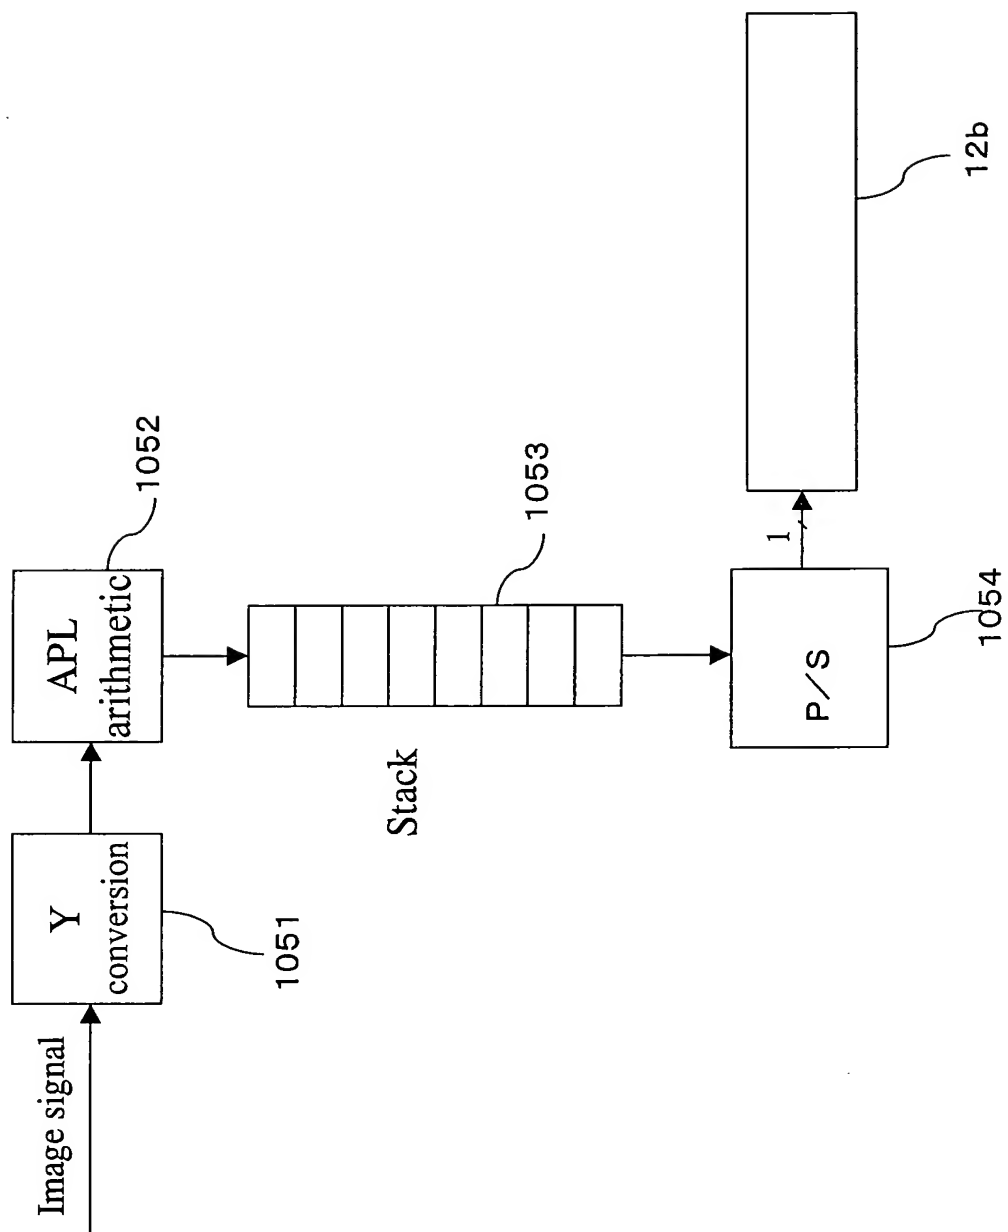 Image signal
Y
conversion
1051
APL
arithmetic
1052
Stack
1053
P/S
1054
1
12b